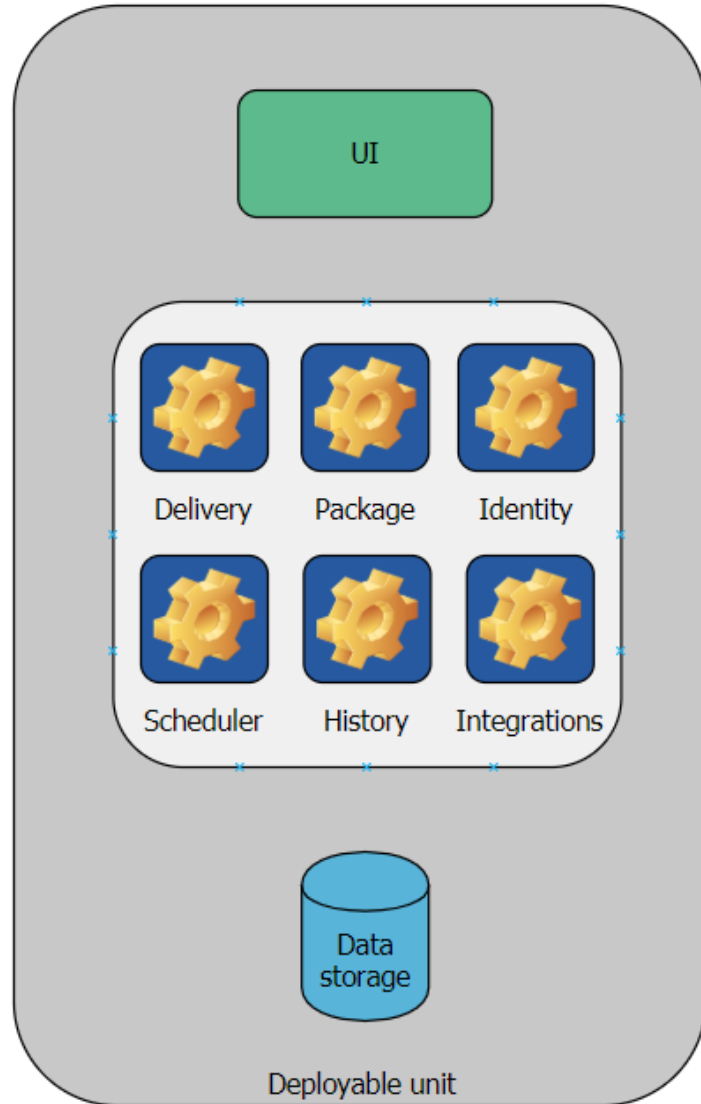 UI
Delivery
Package
Identity
Scheduler
History
Integrations
Data
storage
Deployable unit